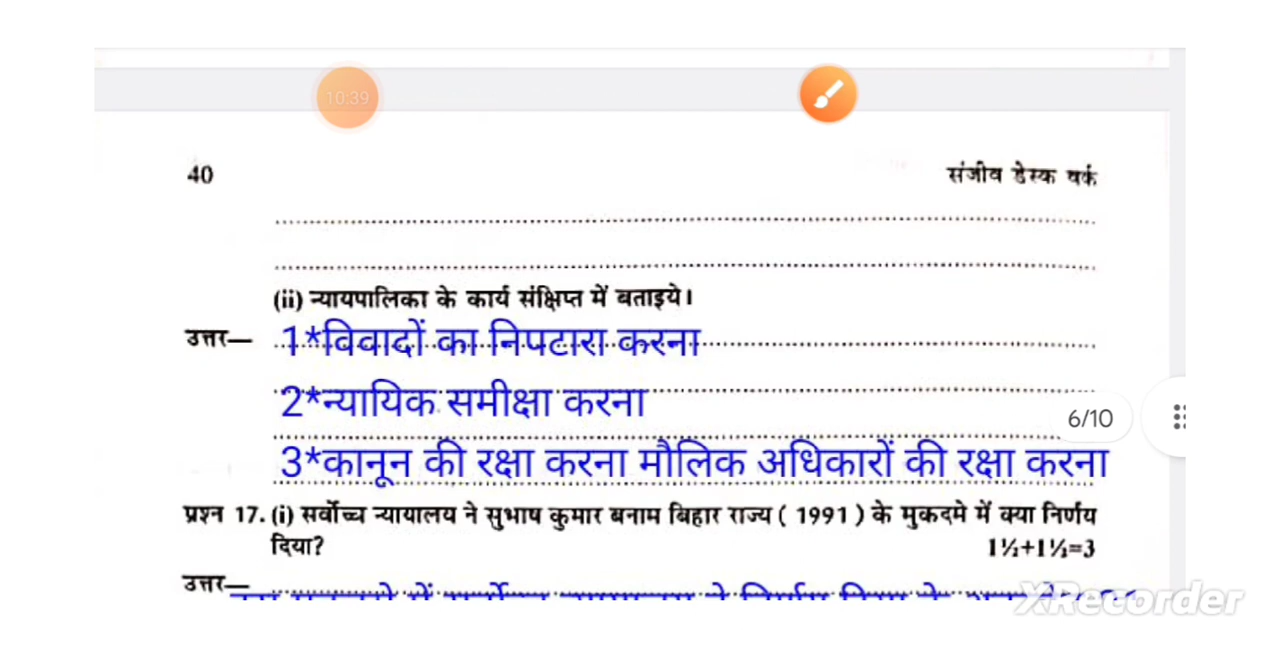 10:39
40 संजीव डेस्क वर्क
(ii) न्यायपालिका के कार्य संक्षिप्त में बताइये।
उत्तर— 1*विवादों का निपटारा करना
2*न्यायिक समीक्षा करना
6/10
3*कानून की रक्षा करना मौलिक अधिकारों की रक्षा करना
प्रश्न 17. (i) सर्वोच्च न्यायालय ने सुभाष कुमार बनाम बिहार राज्य ( 1991 ) के मुकदमे में क्या निर्णय
दिया? 1½+1½=3
उत्तर—
XRecorder